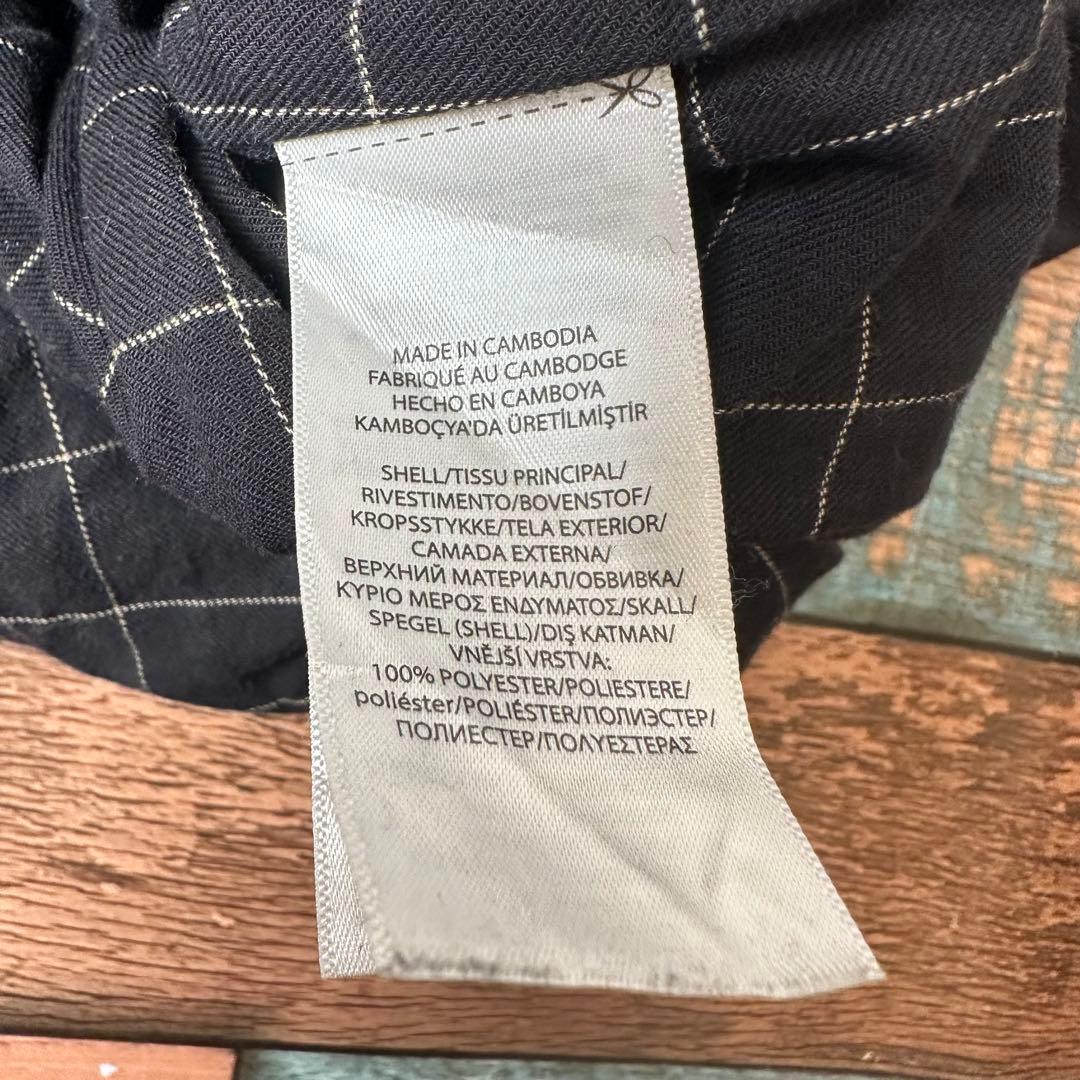 MADE IN CAMBODIA
FABRIQUÉ AU CAMBODGE
HECHO EN CAMBOYA
KAMBOÇYA'DA ÜRETİLMİŞTİR
SHELL/TISSU PRINCIPAL/
RIVESTIMENTO/BOVENSTOF/
KROPSSTYKKE/TELA EXTERIOR/
CAMADA EXTERNA/
ВЕРХНИЙ МАТЕРИАЛ/ОБВИВКА/
ΚΥΡΙΟ ΜΕΡΟΣ ΕΝΔΥΜΑΤΟΣ/SKALL/
SPEGEL (SHELL)/DIŞ KATMAN/
VNĚJŠÍ VRSTVA:
100% POLYESTER/POLIESTERE/
poliéster/POLIÉSTER/ПОЛИЭСТЕР/
ПОЛИЕСТЕР/ΠΟΛΥΕΣΤΕΡΑΣ